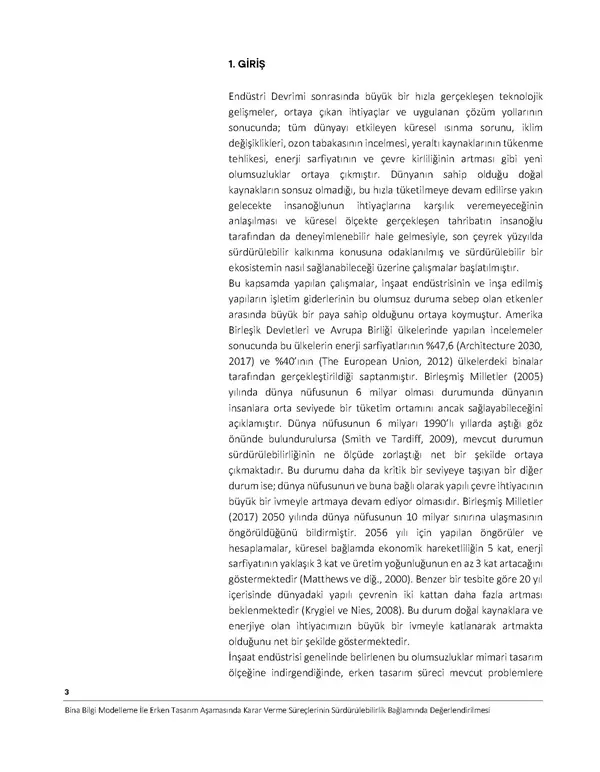 1. GİRİŞ
Endüstri Devrimi sonrasında büyük bir hızla gerçekleşen teknolojik
gelişmeler, ortaya çıkan ihtiyaçlar ve uygulanan çözüm yollarının
sonucunda; tüm dünyayı etkileyen küresel ısınma sorunu, iklim
değişiklikleri, ozon tabakasının incelmesi, yeraltı kaynaklarının tükenme
tehlikesi, enerji sarfiyatının ve çevre kirliliğinin artması gibi yeni
olumsuzluklar ortaya çıkmıştır. Dünyanın sahip olduğu doğal
kaynakların sonsuz olmadığı, bu hızla tüketilmeye devam edilirse yakın
gelecekte insanoğlunun ihtiyaçlarına karşılık veremeyeceğinin
anlaşılması ve küresel ölçekte gerçekleşen tahribatın insanoğlu
tarafından da deneyimlenebilir hale gelmesiyle, son çeyrek yüzyılda
sürdürülebilir kalkınma konusuna odaklanılmış ve sürdürülebilir bir
ekosistemin nasıl sağlanabileceği üzerine çalışmalar başlatılmıştır.
Bu kapsamda yapılan çalışmalar, inşaat endüstrisinin ve inşa edilmiş
yapıların işletim giderlerinin bu olumsuz duruma sebep olan etkenler
arasında büyük bir paya sahip olduğunu ortaya koymuştur. Amerika
Birleşik Devletleri ve Avrupa Birliği ülkelerinde yapılan incelemeler
sonucunda bu ülkelerin enerji sarfiyatlarının %47,6 (Architecture 2030,
2017) ve %40’ının (The European Union, 2012) ülkelerdeki binalar
tarafından gerçekleştirildiği saptanmıştır. Birleşmiş Milletler (2005)
yılında dünya nüfusunun 6 milyar olması durumunda dünyanın
insanlara orta seviyede bir tüketim ortamını ancak sağlayabileceğini
açıklamıştır. Dünya nüfusunun 6 milyarı 1990’lı yıllarda aştığı göz
önünde bulundurulursa (Smith ve Tardiff, 2009), mevcut durumun
sürdürülebilirliğinin ne ölçüde zorlaştığı net bir şekilde ortaya
çıkmaktadır. Bu durumu daha da kritik bir seviyeye taşıyan bir diğer
durum ise; dünya nüfusunun ve buna bağlı olarak yapılı çevre ihtiyacının
büyük bir ivmeyle artmaya devam ediyor olmasıdır. Birleşmiş Milletler
(2017) 2050 yılında dünya nüfusunun 10 milyar sınırına ulaşmasının
öngörüldüğünü bildirmiştir. 2056 yılı için yapılan öngörüler ve
hesaplamalar, küresel bağlamda ekonomik hareketliliğin 5 kat, enerji
sarfiyatının yaklaşık 3 kat ve üretim yoğunluğunun en az 3 kat artacağını
göstermektedir (Matthews ve diğ., 2000). Benzer bir tesbite göre 20 yıl
içerisinde dünyadaki yapılı çevrenin iki kattan daha fazla artması
beklenmektedir (Krygiel ve Nies, 2008). Bu durum doğal kaynaklara ve
enerjiye olan ihtiyacımızın büyük bir ivmeyle katlanarak artmakta
olduğunu net bir şekilde göstermektedir.
İnşaat endüstrisi genelinde belirlenen bu olumsuzluklar mimari tasarım
ölçeğine indirgendiğinde, erken tasarım süreci mevcut problemlere
3
Bina Bilgi Modelleme İle Erken Tasarım Aşamasında Karar Verme Süreçlerinin Sürdürülebilirlik Bağlamında Değerlendirilmesi